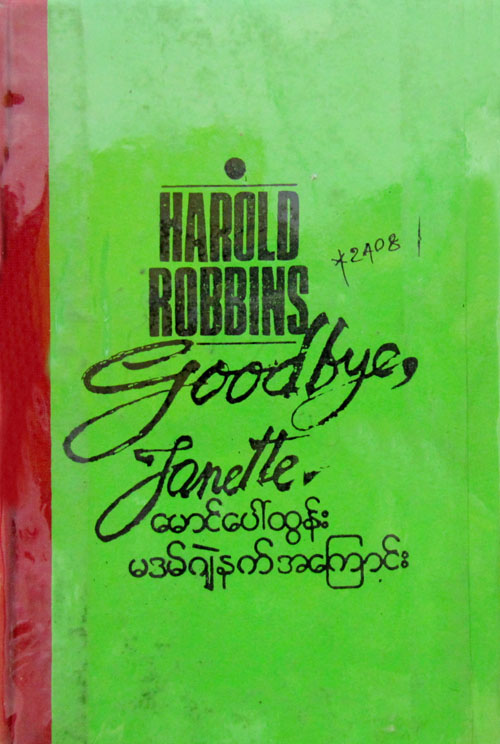 HAROLD
ROBBINS
*2408
Goodbye,
Janette.
မောင်ပေါ်ထွန်း
မဒမ်ဂျဲနက်အကြောင်း